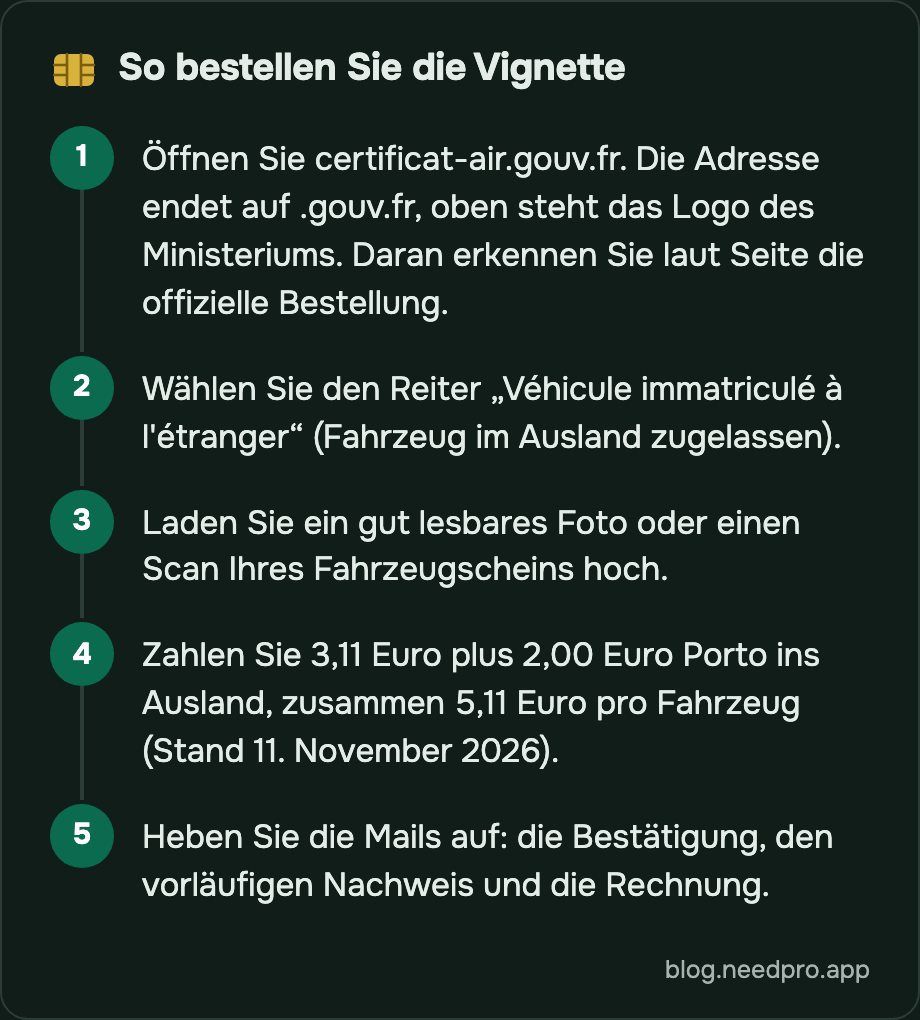 So bestellen Sie die Vignette
1
Öffnen Sie certificat-air.gouv.fr. Die Adresse
endet auf .gouv.fr, oben steht das Logo des
Ministeriums. Daran erkennen Sie laut Seite die
offizielle Bestellung.
2
Wählen Sie den Reiter „Véhicule immatriculé à
l'étranger“ (Fahrzeug im Ausland zugelassen).
3
Laden Sie ein gut lesbares Foto oder einen
Scan Ihres Fahrzeugscheins hoch.
4
Zahlen Sie 3,11 Euro plus 2,00 Euro Porto ins
Ausland, zusammen 5,11 Euro pro Fahrzeug
(Stand 11. November 2026).
5
Heben Sie die Mails auf: die Bestätigung, den
vorläufigen Nachweis und die Rechnung.
blog.needpro.app